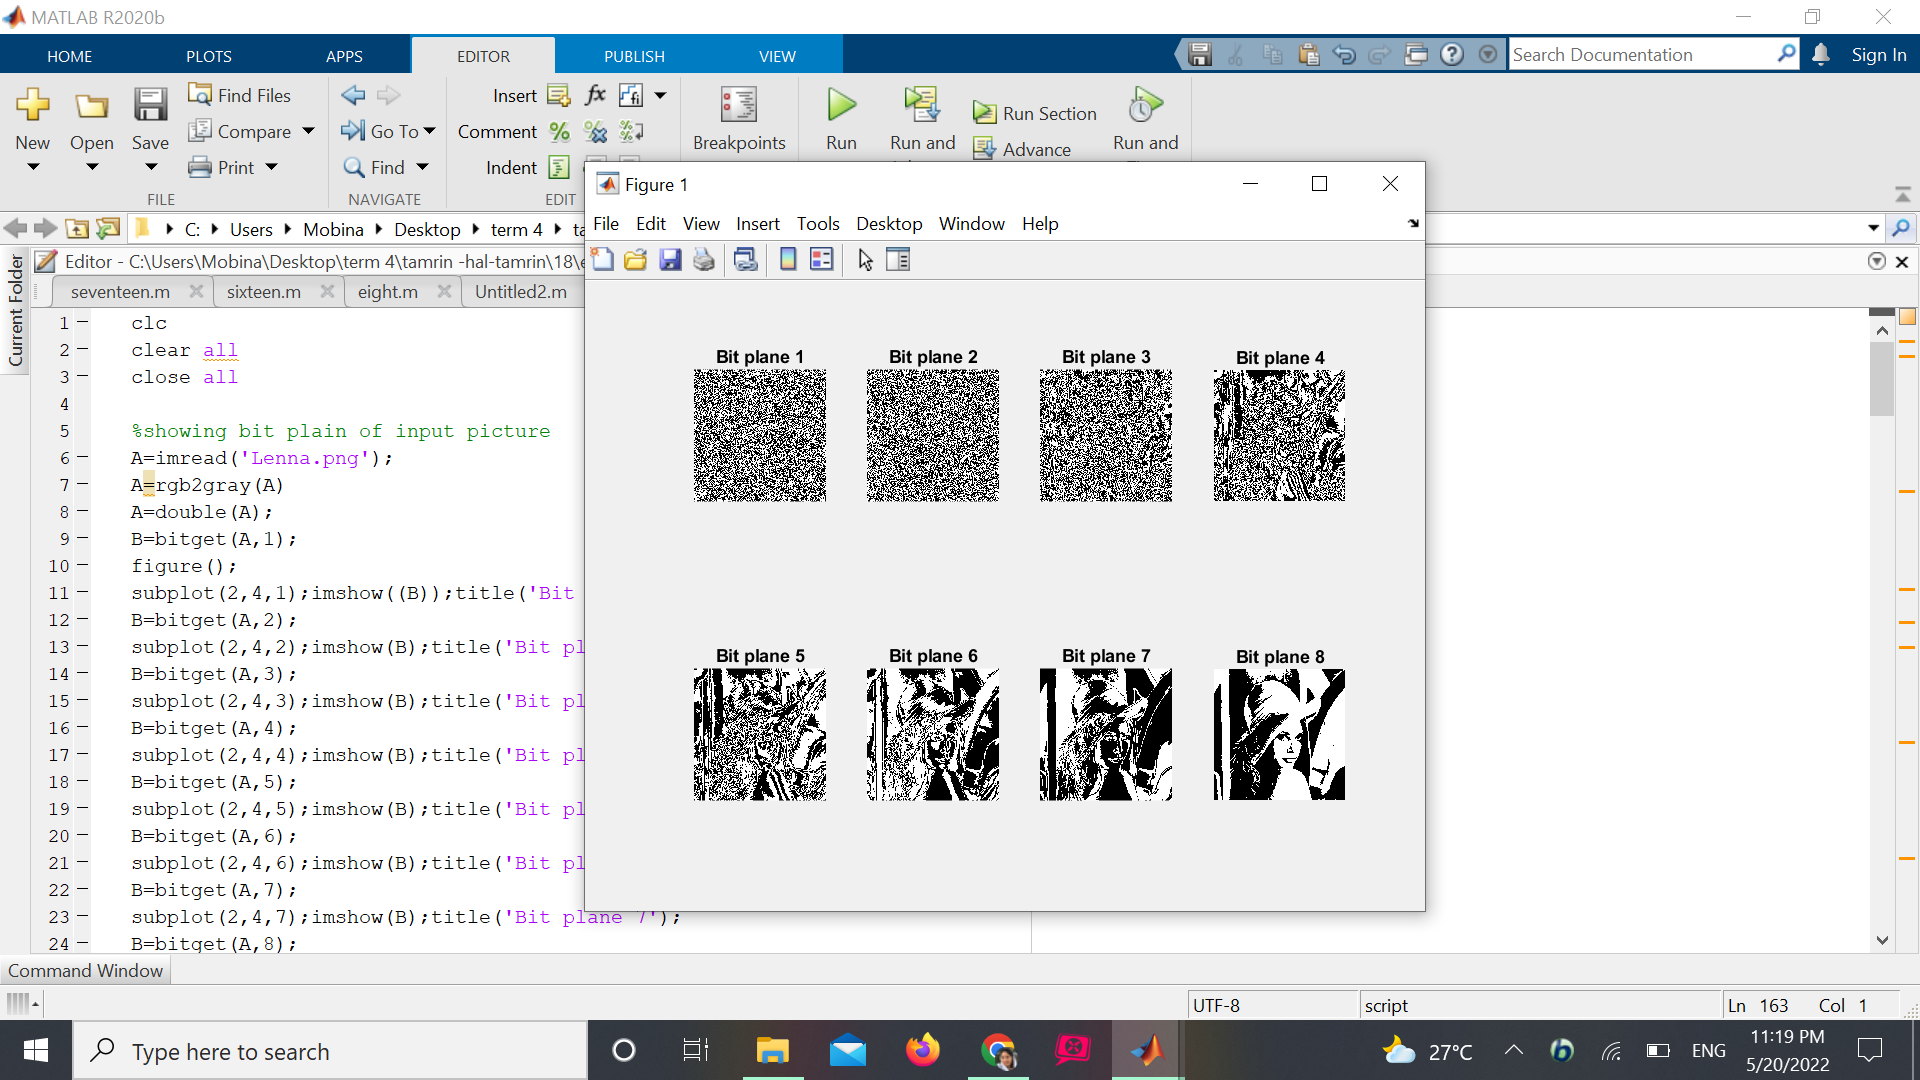 MATLAB R2020b
HOME PLOTS APPS EDITOR PUBLISH VIEW Search Documentation Sign In
New Open Save Find Files Compare Print FILE
Go To Find NAVIGATE
Insert fx Comment Indent EDIT
Breakpoints Run Run and Run Section Advance Run and
C: Users Mobina Desktop term 4
Current Folder
Editor - C:\Users\Mobina\Desktop\term 4\tamrin -hal-tamrin\18\
seventeen.m sixteen.m eight.m Untitled2.m
1 clc
2 clear all
3 close all
4
5 %showing bit plain of input picture
6 A=imread('Lenna.png');
7 A=rgb2gray(A)
8 A=double(A);
9 B=bitget(A,1);
10 figure();
11 subplot(2,4,1);imshow((B));title('Bit
12 B=bitget(A,2);
13 subplot(2,4,2);imshow(B);title('Bit pl
14 B=bitget(A,3);
15 subplot(2,4,3);imshow(B);title('Bit pl
16 B=bitget(A,4);
17 subplot(2,4,4);imshow(B);title('Bit pl
18 B=bitget(A,5);
19 subplot(2,4,5);imshow(B);title('Bit pl
20 B=bitget(A,6);
21 subplot(2,4,6);imshow(B);title('Bit pl
22 B=bitget(A,7);
23 subplot(2,4,7);imshow(B);title('Bit plane 7');
24 B=bitget(A,8);
Figure 1
File Edit View Insert Tools Desktop Window Help
Bit plane 1 Bit plane 2 Bit plane 3 Bit plane 4
Bit plane 5 Bit plane 6 Bit plane 7 Bit plane 8
Command Window
UTF-8 script Ln 163 Col 1
Type here to search
27°C ENG
11:19 PM
5/20/2022